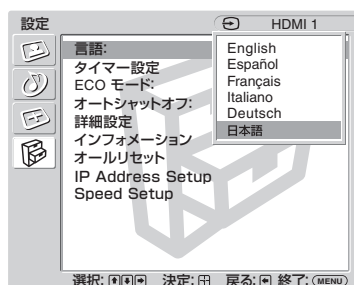 設定
HDMI 1
言語:
タイマー設定
ECO モード:
オートシャットオフ:
詳細設定
インフォメーション
オールリセット
IP Address Setup
Speed Setup
English
Español
Français
Italiano
Deutsch
日本語
選択: 決定: 戻る: 終了: MENU